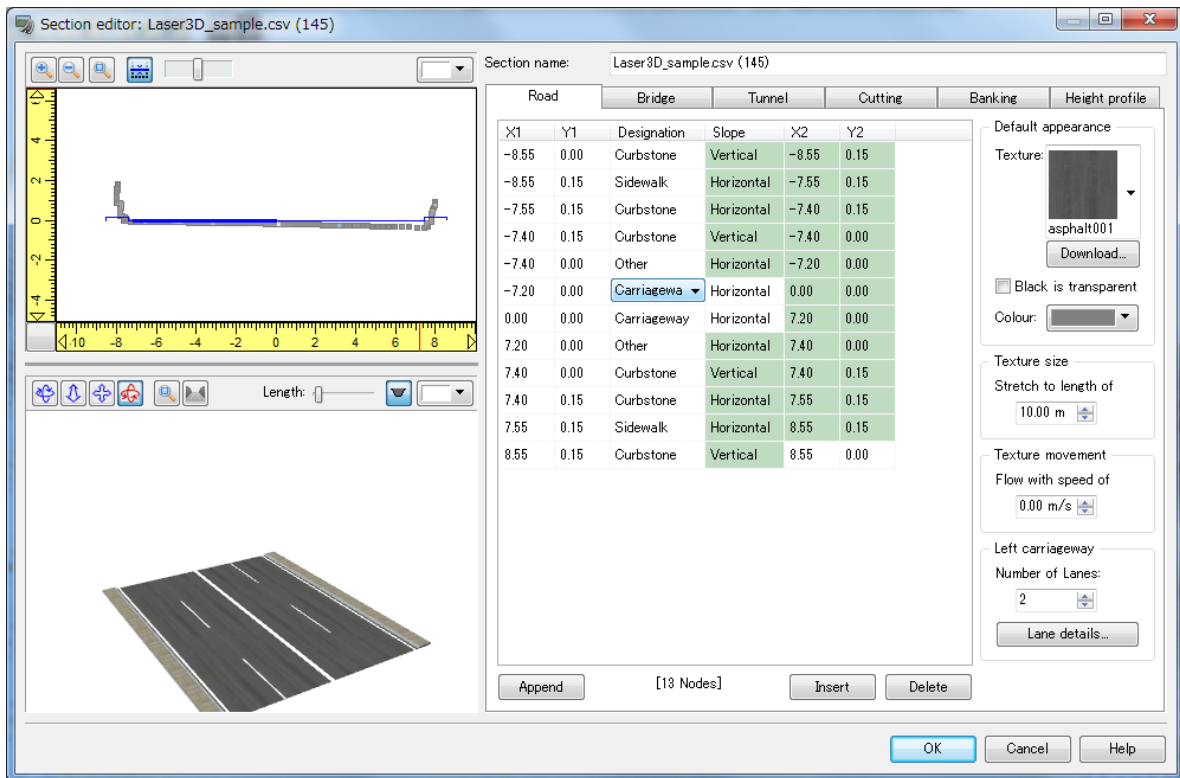 Section editor: Laser3D_sample.csv (145)
Section name: Laser3D_sample.csv (145)
Road Bridge Tunnel Cutting Banking Height profile
X1 Y1 Designation Slope X2 Y2
-8.55 0.00 Curbstone Vertical -8.55 0.15
-8.55 0.15 Sidewalk Horizontal -7.55 0.15
-7.55 0.15 Curbstone Horizontal -7.40 0.15
-7.40 0.15 Curbstone Vertical -7.40 0.00
-7.40 0.00 Other Horizontal -7.20 0.00
-7.20 0.00 Carriagewa Horizontal 0.00 0.00
0.00 0.00 Carriageway Horizontal 7.20 0.00
7.20 0.00 Other Horizontal 7.40 0.00
7.40 0.00 Curbstone Vertical 7.40 0.15
7.40 0.15 Curbstone Horizontal 7.55 0.15
7.55 0.15 Sidewalk Horizontal 8.55 0.15
8.55 0.15 Curbstone Vertical 8.55 0.00
Append [13 Nodes] Insert Delete
Default appearance
Texture:
asphalt001
Download...
Black is transparent
Colour:
Texture size
Stretch to length of
10.00 m
Texture movement
Flow with speed of
0.00 m/s
Left carriageway
Number of Lanes:
2
Lane details...
4
2
0
-2
-4
-10 -8 -6 -4 -2 0 2 4 6 8
Length:
OK Cancel Help